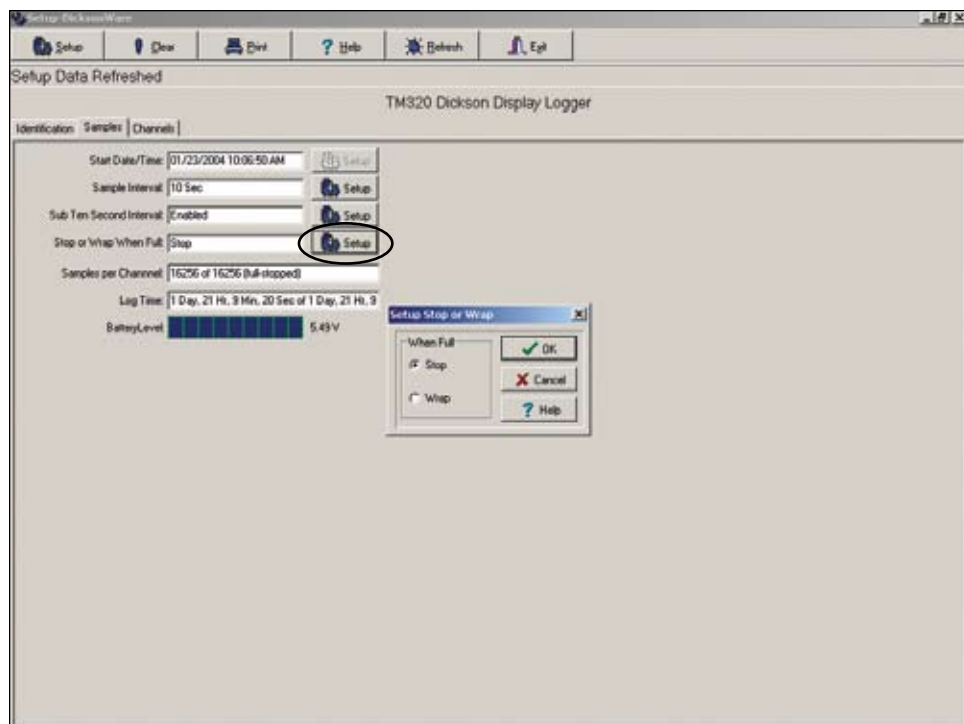 Setup DicksonWare
Setup Clear Print Help Refresh Exit
Setup Data Refreshed
TM320 Dickson Display Logger
Identification Samples Channels
Start Date/Time: 01/23/2004 10:06:50 AM Setup
Sample Interval: 10 Sec Setup
Sub Ten Second Interval: Enabled Setup
Stop or Wrap When Full: Stop Setup
Samples per Channel: 16256 of 16256 (full-stopped)
Log Time: 1 Day, 21 Hr, 9 Min, 20 Sec of 1 Day, 21 Hr, 9
BatteryLevel: 5.49 V
Setup Stop or Wrap
When Full
Stop
Wrap
OK
Cancel
? Help